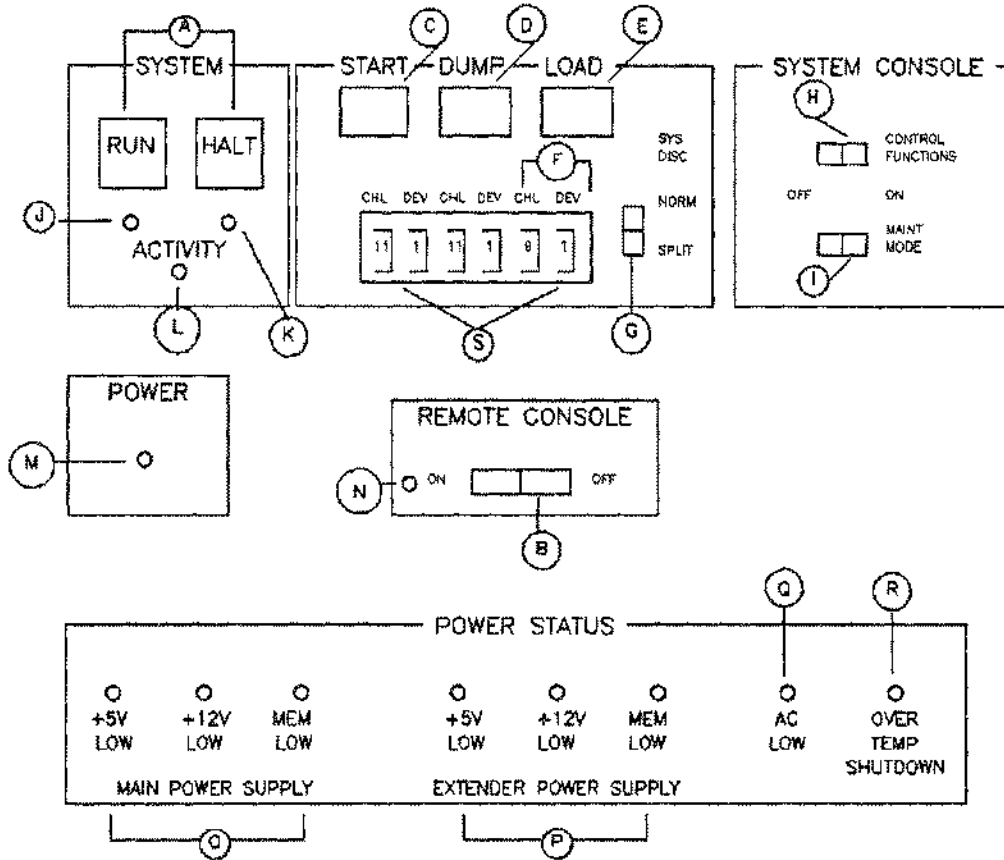 A
C
D
E
SYSTEM
START DUMP LOAD
SYSTEM CONSOLE
H
RUN
HALT
SYS
DISC
F
CONTROL
FUNCTIONS
CHL DEV CHL DEV CHL DEV
NORM
OFF
ON
J
11 1 11 1 8 1
ACTIVITY
SPLIT
MAINT
MODE
L
K
S
G
I
POWER
REMOTE CONSOLE
M
N
ON
OFF
B
Q
R
POWER STATUS
+5V
LOW
+12V
LOW
MEM
LOW
+5V
LOW
+12V
LOW
MEM
LOW
AC
LOW
OVER
TEMP
SHUTDOWN
MAIN POWER SUPPLY
EXTENDER POWER SUPPLY
O
P